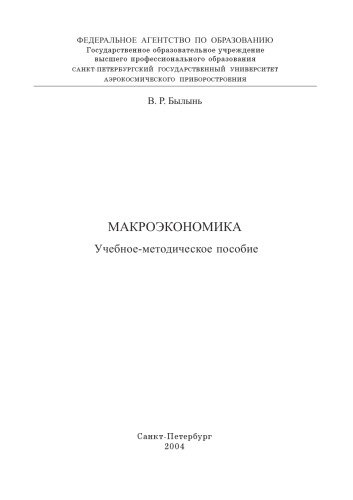 ФЕДЕРАЛЬНОЕ АГЕНТСТВО ПО ОБРАЗОВАНИЮ
Государственное образовательное учреждение
высшего профессионального образования
САНКТ-ПЕТЕРБУРГСКИЙ ГОСУДАРСТВЕННЫЙ УНИВЕРСИТЕТ
АЭРОКОСМИЧЕСКОГО ПРИБОРОСТРОЕНИЯ
В. Р. Былынь
МАКРОЭКОНОМИКА
Учебное-методическое пособие
Санкт-Петербург
2004